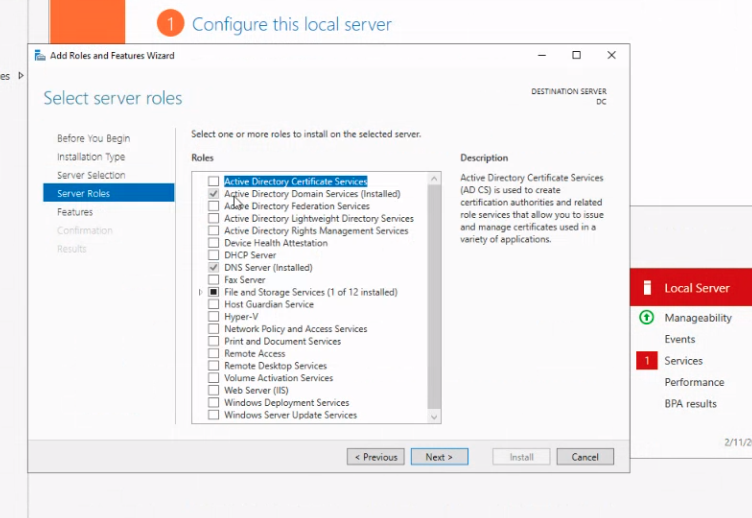 1 Configure this local server
Add Roles and Features Wizard
es
Select server roles
DESTINATION SERVER
DC
Before You Begin
Installation Type
Server Selection
Server Roles
Features
Confirmation
Results
Select one or more roles to install on the selected server.
Roles
Active Directory Certificate Services
Active Directory Domain Services (Installed)
Active Directory Federation Services
Active Directory Lightweight Directory Services
Active Directory Rights Management Services
Device Health Attestation
DHCP Server
DNS Server (Installed)
Fax Server
File and Storage Services (1 of 12 installed)
Host Guardian Service
Hyper-V
Network Policy and Access Services
Print and Document Services
Remote Access
Remote Desktop Services
Volume Activation Services
Web Server (IIS)
Windows Deployment Services
Windows Server Update Services
Description
Active Directory Certificate Services
(AD CS) is used to create
certification authorities and related
role services that allow you to issue
and manage certificates used in a
variety of applications.
< Previous
Next >
Install
Cancel
Local Server
Manageability
Events
1 Services
Performance
BPA results
2/11/2